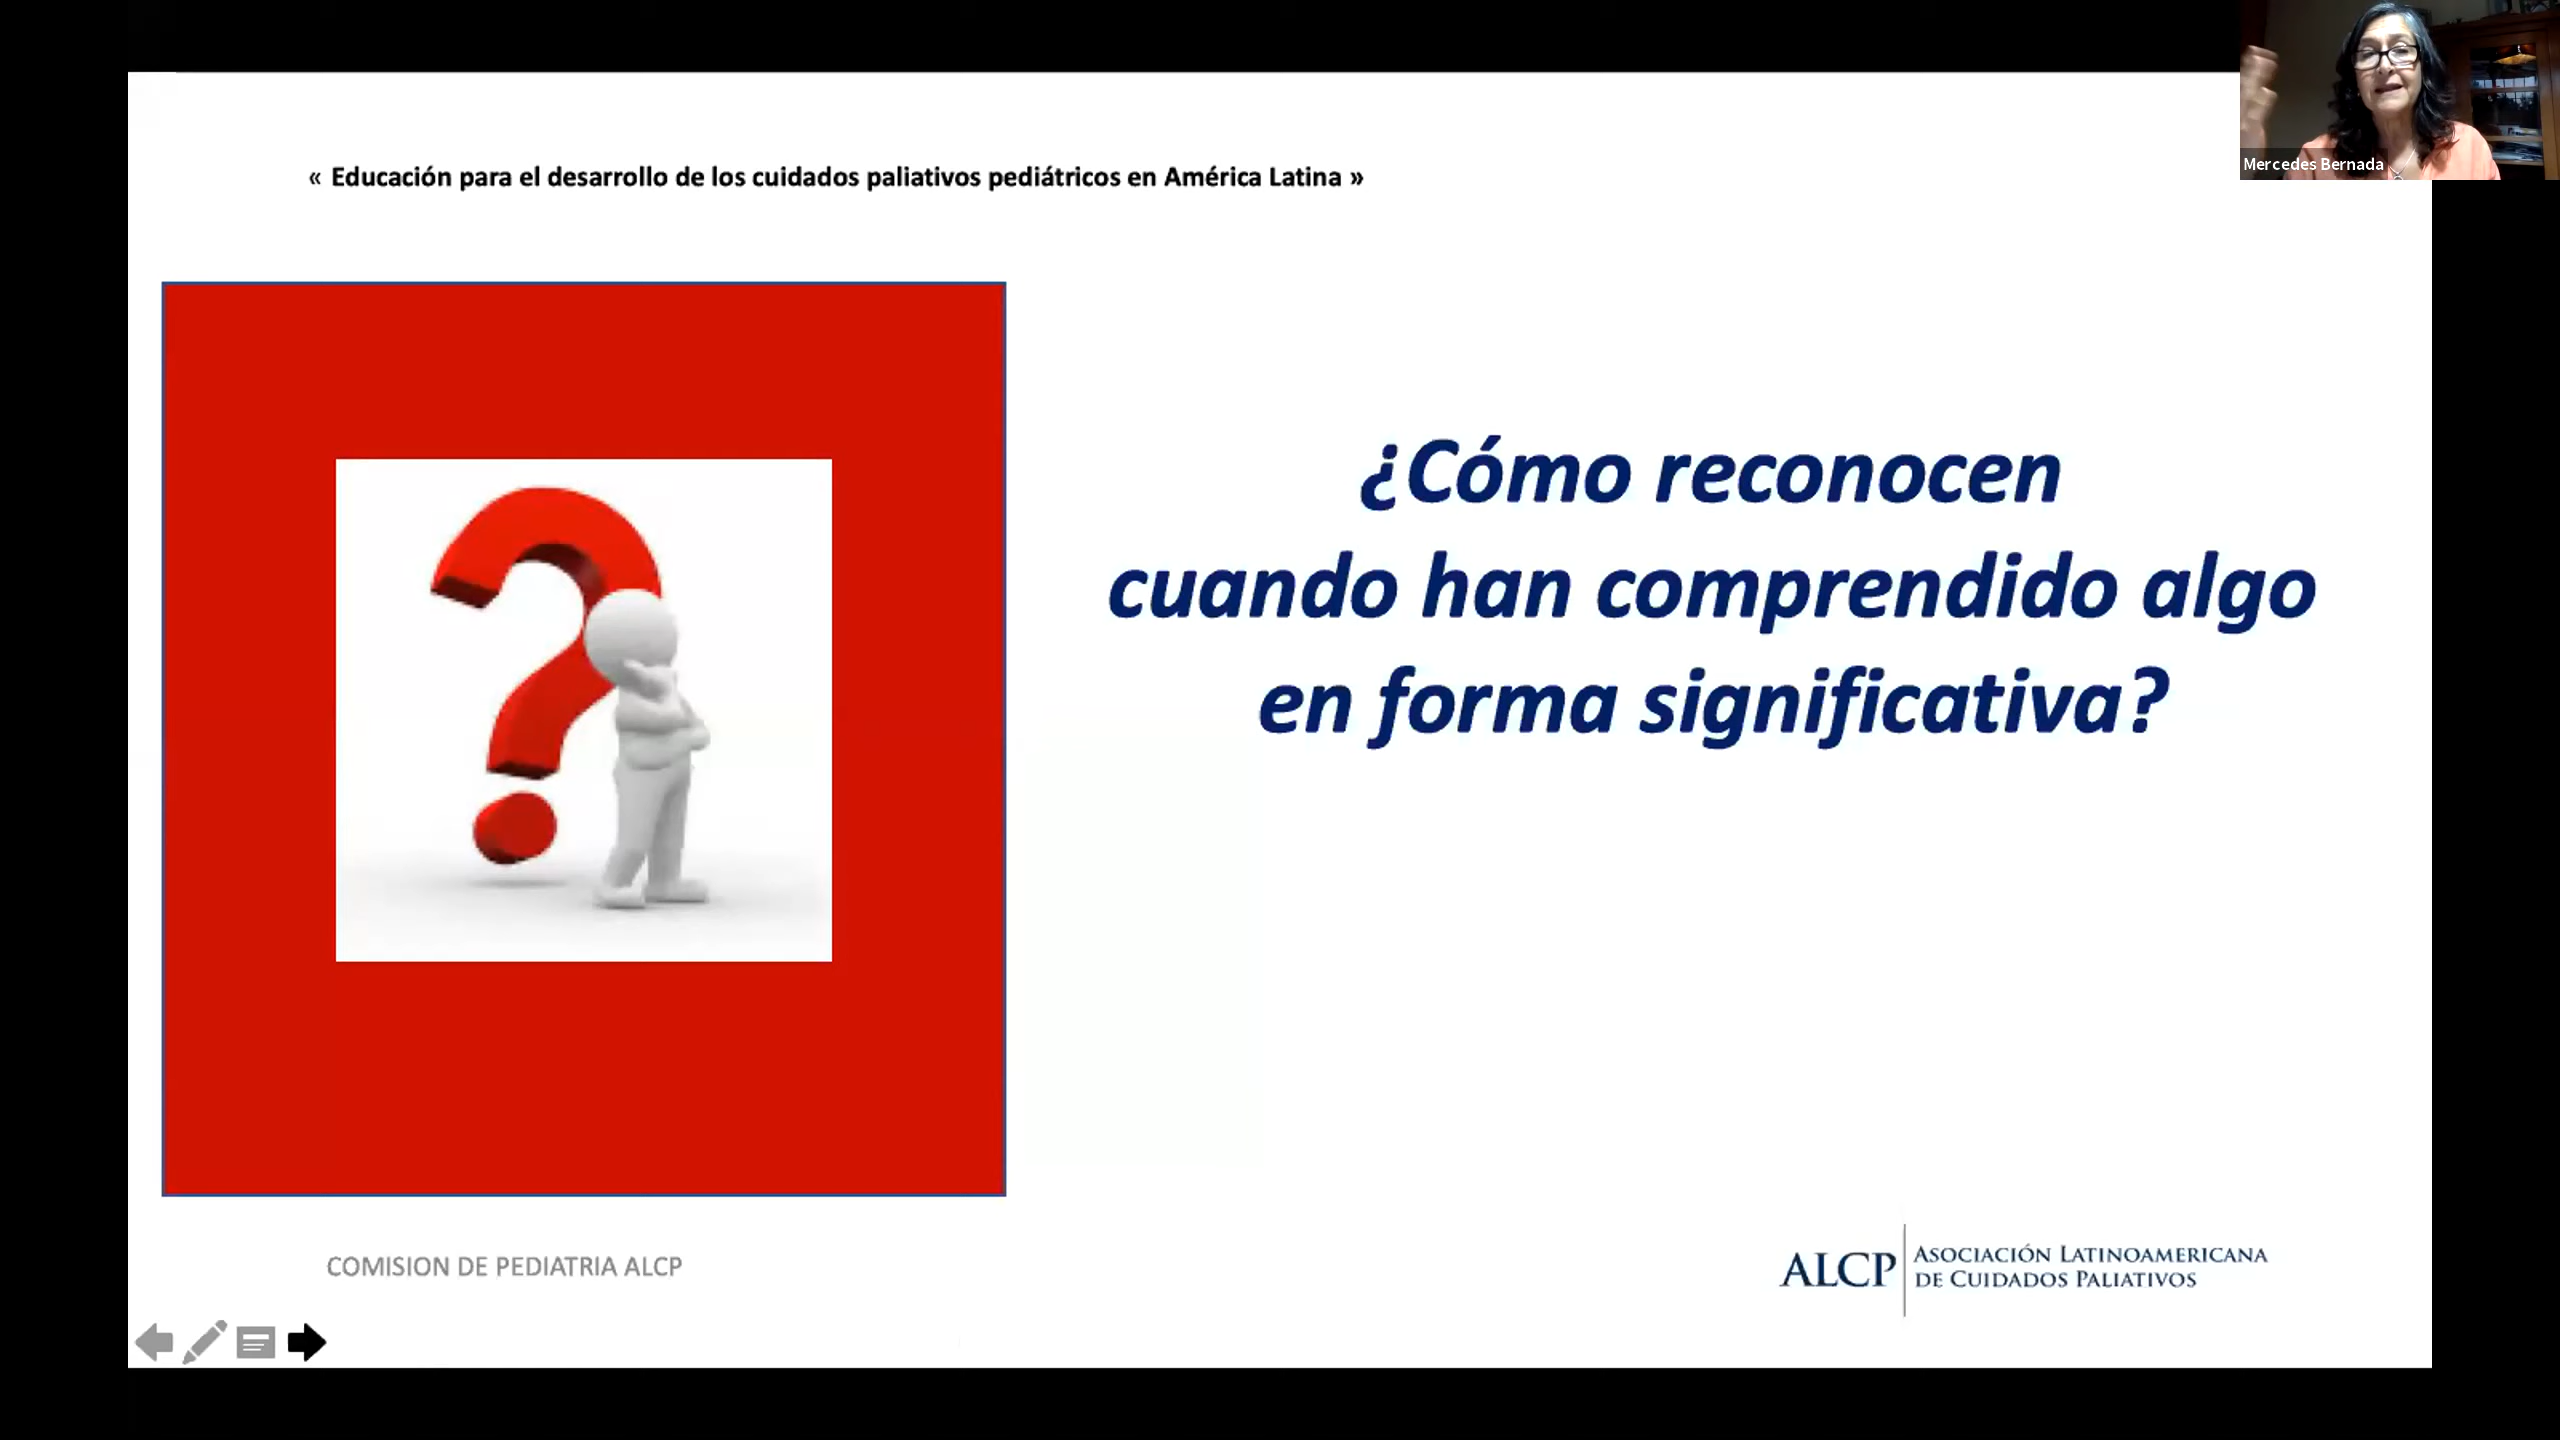 Mercedes Bernada
« Educación para el desarrollo de los cuidados paliativos pediátricos en América Latina »
¿Cómo reconocen
cuando han comprendido algo
en forma significativa?
COMISION DE PEDIATRIA ALCP
ALCP
ASOCIACIÓN LATINOAMERICANA
DE CUIDADOS PALIATIVOS